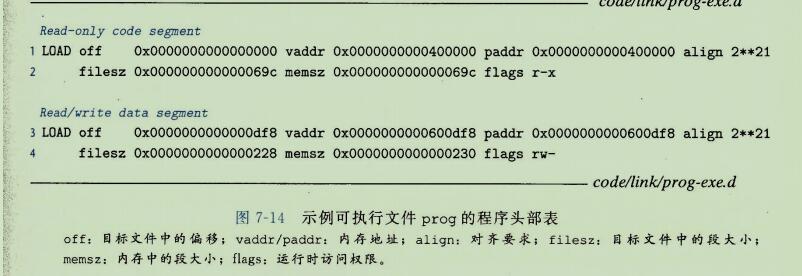 code/link/prog-exe.d
Read-only code segment
1 LOAD off 0x0000000000000000 vaddr 0x0000000000400000 paddr 0x0000000000400000 align 2**21
2 filesz 0x000000000000069c memsz 0x000000000000069c flags r-x
Read/write data segment
3 LOAD off 0x0000000000000df8 vaddr 0x0000000000600df8 paddr 0x0000000000600df8 align 2**21
4 filesz 0x0000000000000228 memsz 0x0000000000000230 flags rw-
code/link/prog-exe.d
图 7-14 示例可执行文件 prog 的程序头部表
off：目标文件中的偏移；vaddr/paddr：内存地址；align：对齐要求；filesz：目标文件中的段大小；
memsz：内存中的段大小；flags：运行时访问权限。